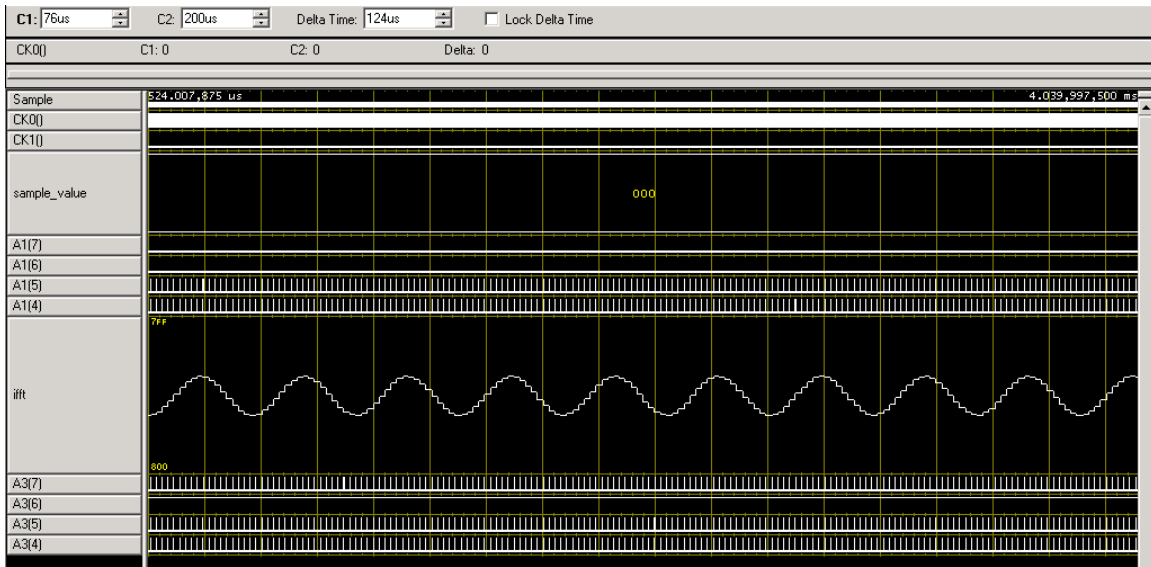 C1: 76us C2: 200us Delta Time: 124us Lock Delta Time
CK0() C1: 0 C2: 0 Delta: 0
Sample 524.007,875 us 4.039,997,500 ms
CK0()
CK1()
sample_value 000
A1(7)
A1(6)
A1(5)
A1(4)
7FF
ifft
800
A3(7)
A3(6)
A3(5)
A3(4)